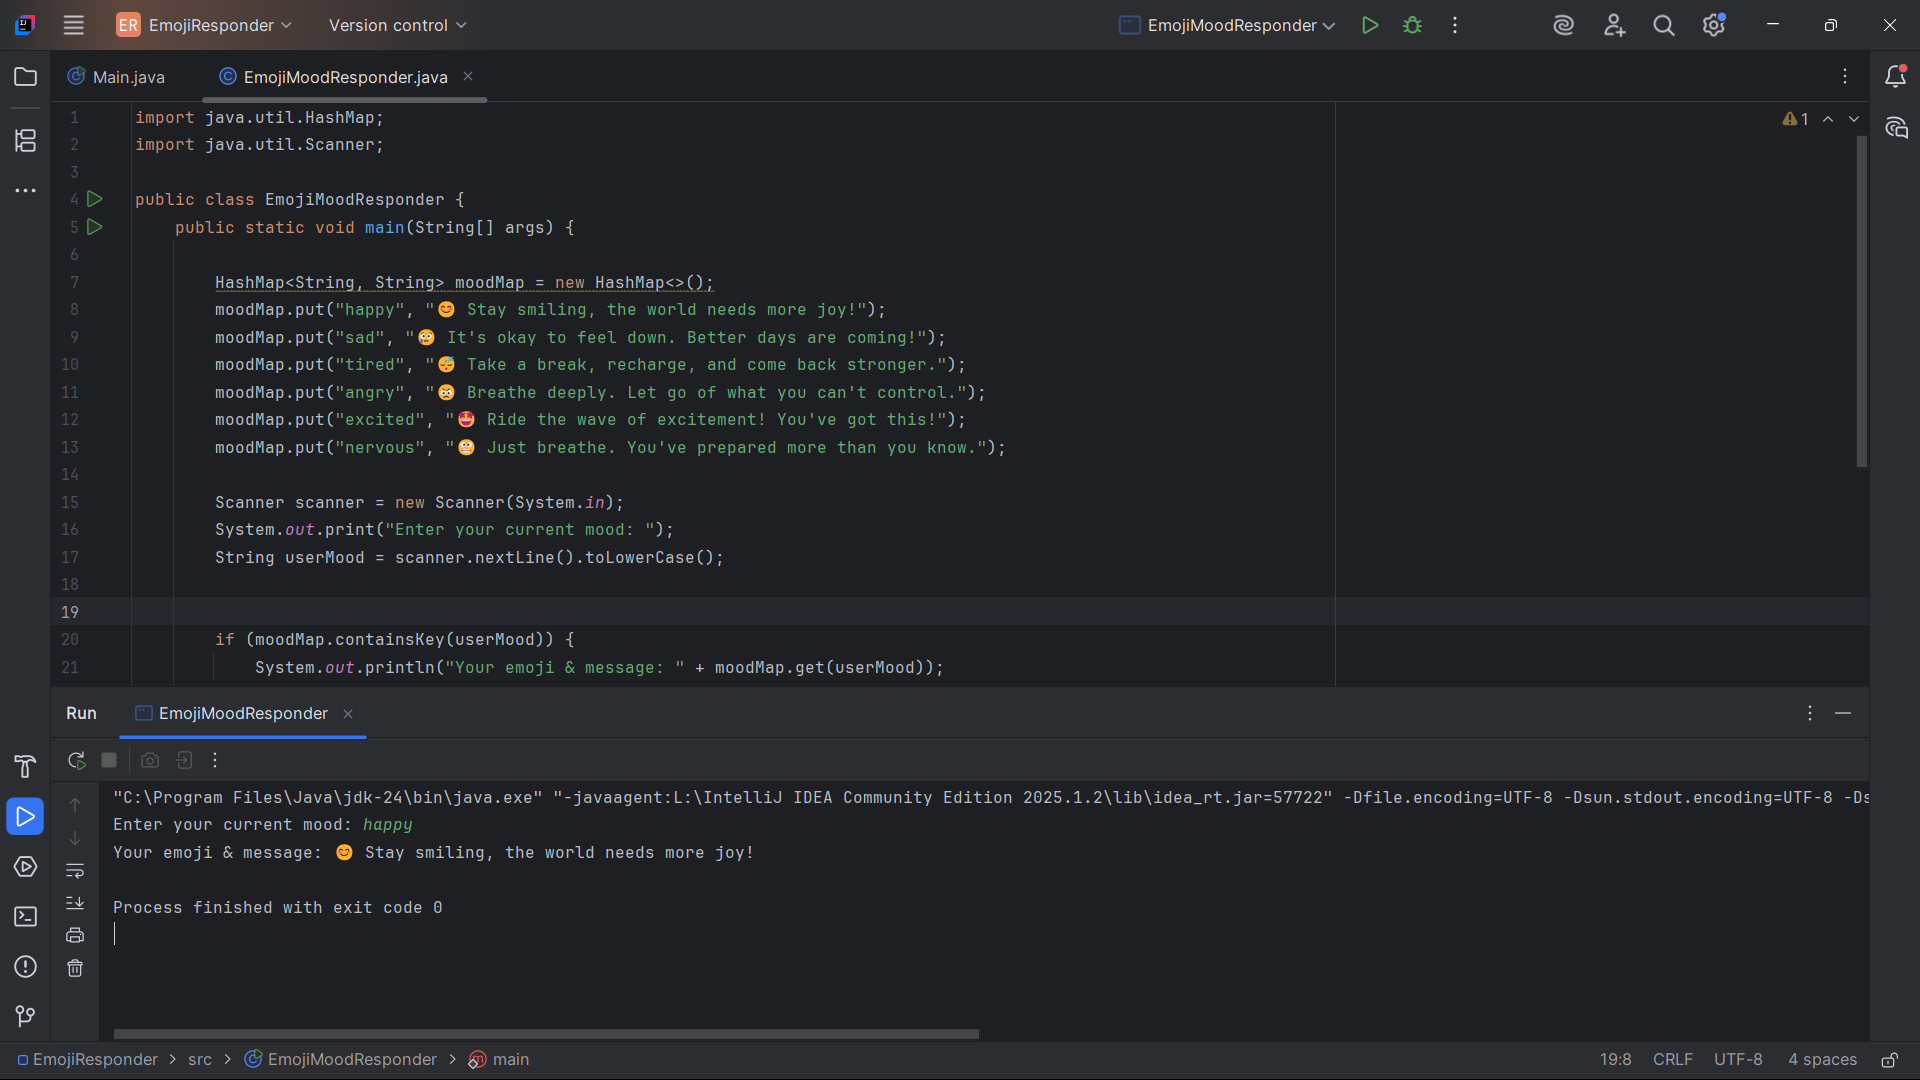 ER EmojiResponder Version control EmojiMoodResponder
Main.java EmojiMoodResponder.java
1 import java.util.HashMap;
2 import java.util.Scanner;
3
4 public class EmojiMoodResponder {
5 public static void main(String[] args) {
6
7 HashMap<String, String> moodMap = new HashMap<>();
8 moodMap.put("happy", "😊 Stay smiling, the world needs more joy!");
9 moodMap.put("sad", "😢 It's okay to feel down. Better days are coming!");
10 moodMap.put("tired", "😴 Take a break, recharge, and come back stronger.");
11 moodMap.put("angry", "😠 Breathe deeply. Let go of what you can't control.");
12 moodMap.put("excited", "🤩 Ride the wave of excitement! You've got this!");
13 moodMap.put("nervous", "😬 Just breathe. You've prepared more than you know.");
14
15 Scanner scanner = new Scanner(System.in);
16 System.out.print("Enter your current mood: ");
17 String userMood = scanner.nextLine().toLowerCase();
18
19
20 if (moodMap.containsKey(userMood)) {
21 System.out.println("Your emoji & message: " + moodMap.get(userMood));
1
Run EmojiMoodResponder
"C:\Program Files\Java\jdk-24\bin\java.exe" "-javaagent:L:\IntelliJ IDEA Community Edition 2025.1.2\lib\idea_rt.jar=57722" -Dfile.encoding=UTF-8 -Dsun.stdout.encoding=UTF-8 -Ds
Enter your current mood: happy
Your emoji & message: 😊 Stay smiling, the world needs more joy!
Process finished with exit code 0
EmojiResponder > src > EmojiMoodResponder > main 19:8 CRLF UTF-8 4 spaces